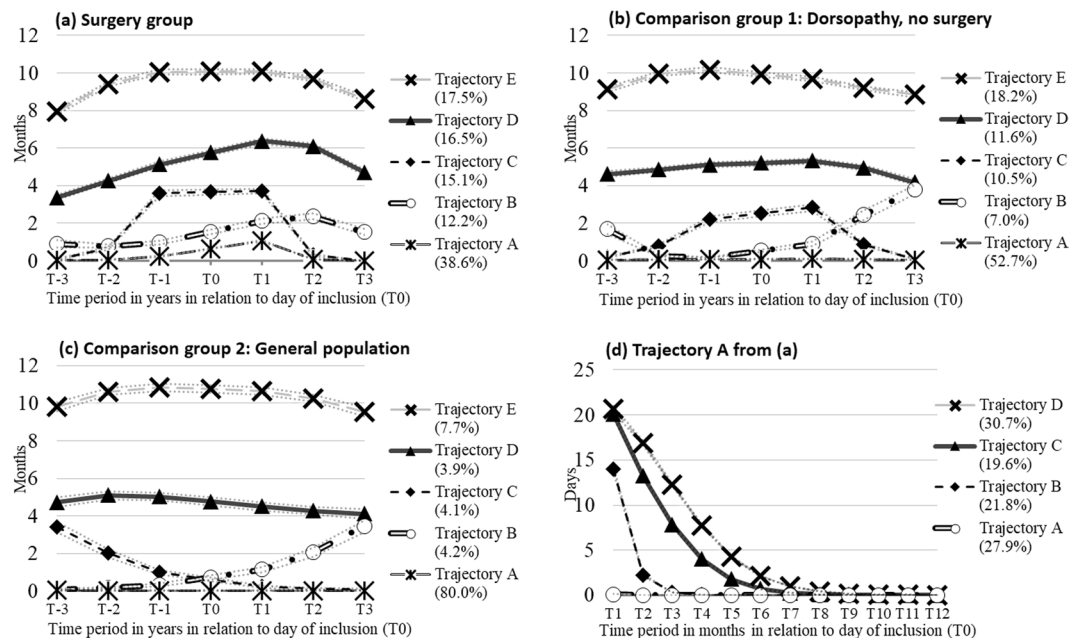 (a) Surgery group
12
10
8
6
4
2
0
Months
T-3 T-2 T-1 T0 T1 T2 T3
Time period in years in relation to day of inclusion (T0)
Trajectory E
(17.5%)
Trajectory D
(16.5%)
Trajectory C
(15.1%)
Trajectory B
(12.2%)
Trajectory A
(38.6%)
(b) Comparison group 1: Dorsopathy, no surgery
12
10
8
6
4
2
0
Months
T-3 T-2 T-1 T0 T1 T2 T3
Time period in years in relation to day of inclusion (T0)
Trajectory E
(18.2%)
Trajectory D
(11.6%)
Trajectory C
(10.5%)
Trajectory B
(7.0%)
Trajectory A
(52.7%)
(c) Comparison group 2: General population
12
10
8
6
4
2
0
Months
T-3 T-2 T-1 T0 T1 T2 T3
Time period in years in relation to day of inclusion (T0)
Trajectory E
(7.7%)
Trajectory D
(3.9%)
Trajectory C
(4.1%)
Trajectory B
(4.2%)
Trajectory A
(80.0%)
(d) Trajectory A from (a)
25
20
15
10
5
0
Days
T1 T2 T3 T4 T5 T6 T7 T8 T9 T10 T11 T12
Time period in months in relation to day of inclusion (T0)
Trajectory D
(30.7%)
Trajectory C
(19.6%)
Trajectory B
(21.8%)
Trajectory A
(27.9%)